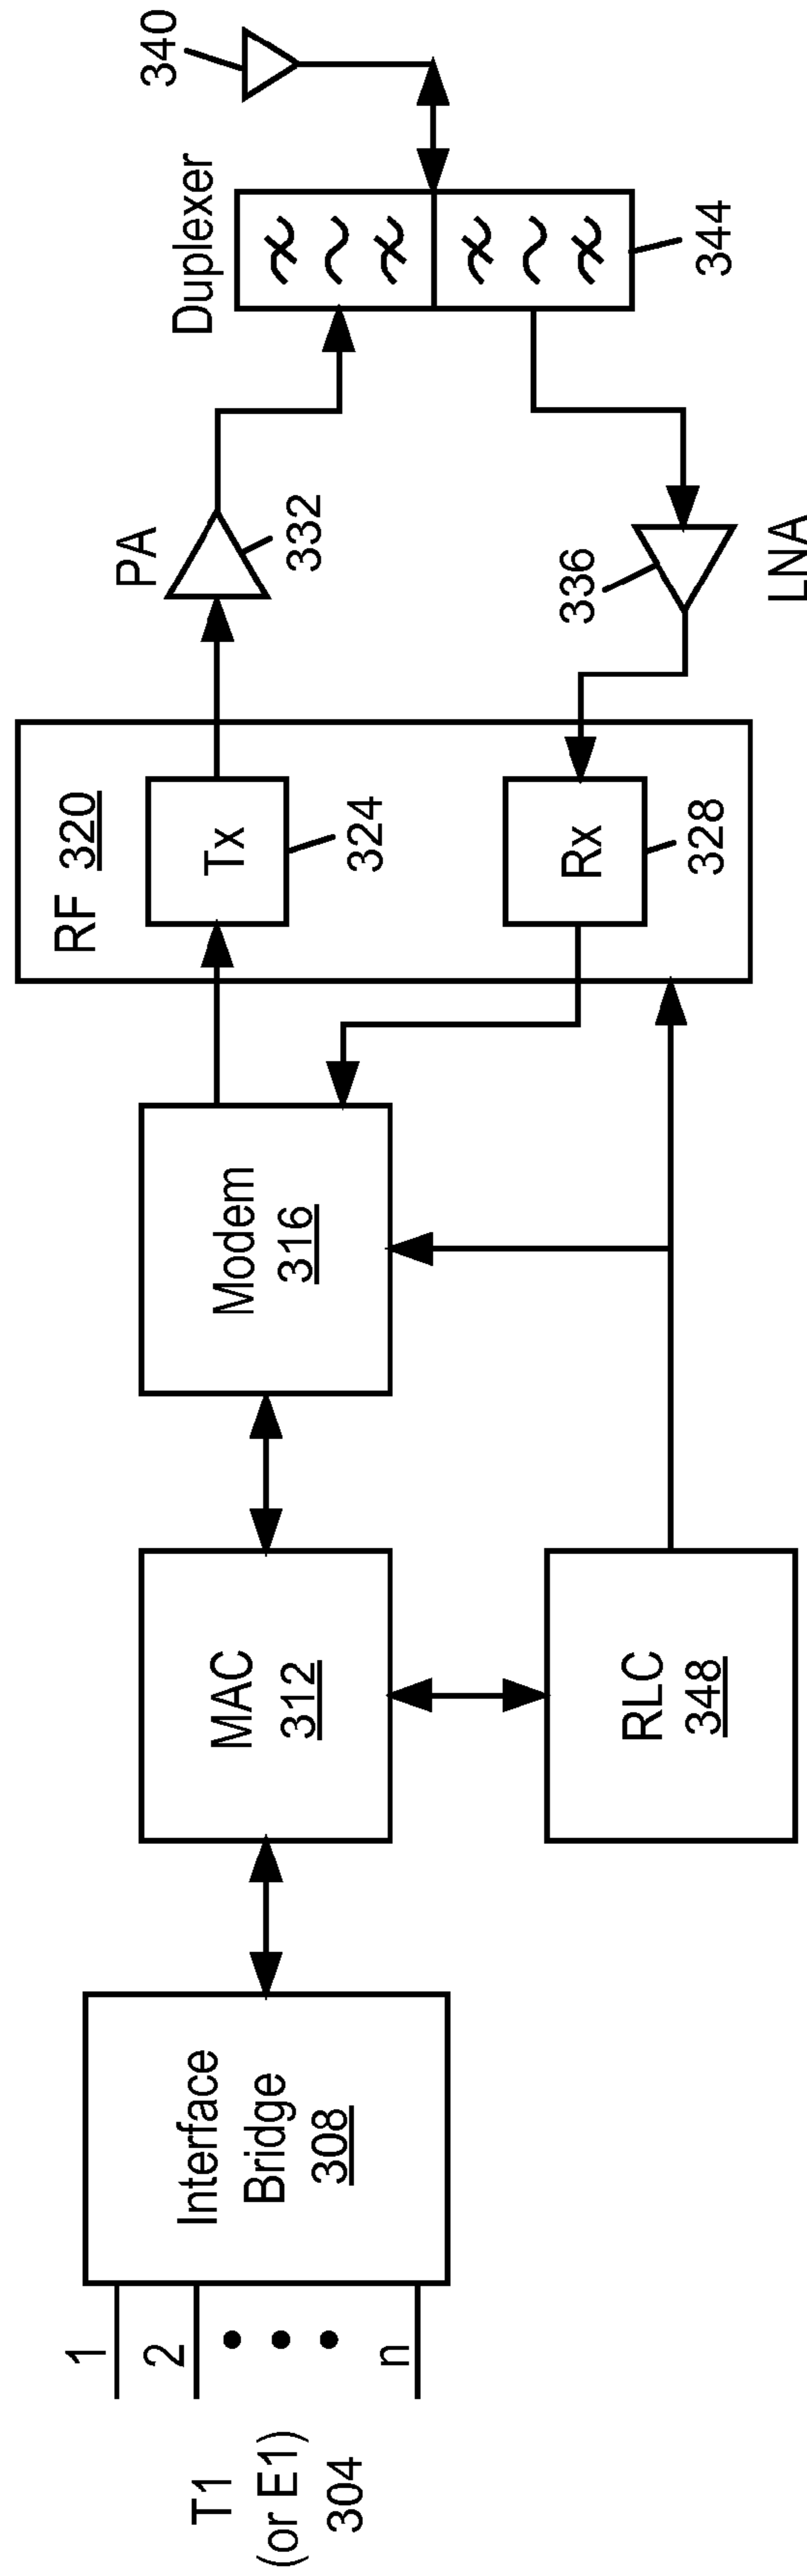 T1
(or E1)
304
1
2
n
Interface
Bridge
308
MAC
312
RLC
348
Modem
316
RF 320
Tx
324
Rx
328
PA
332
336
LNA
Duplexer
344
340